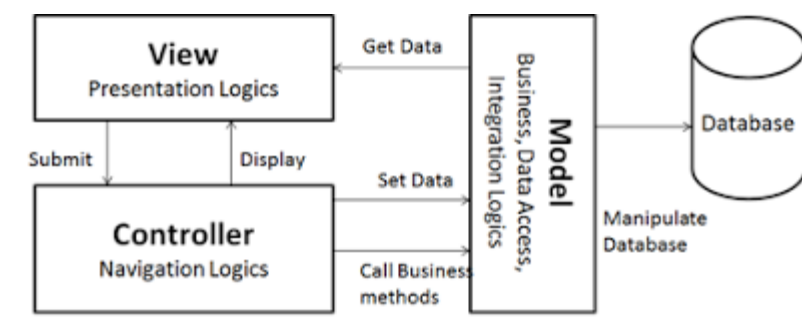 View
Presentation Logics
Get Data
Submit
Display
Controller
Navigation Logics
Set Data
Call Business
methods
Model
Business, Data Access,
Integration Logics
Manipulate
Database
Database